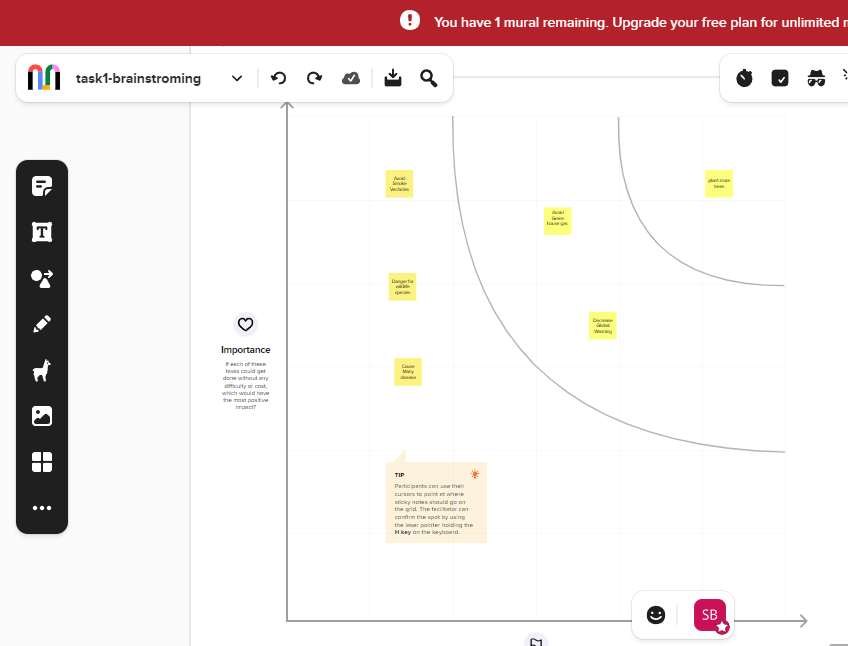 You have 1 mural remaining. Upgrade your free plan for unlimited
task1-brainstroming
T
Avoid
Smoke
Vechicles
plant more
trees
Avoid
Green
house gas
Danger for
wildlife
species
Decrease
Global
Warning
Cause
Many
disease
Importance
If each of these
tasks could get
done without any
difficulty or cost,
which would have
the most positive
impact?
TIP
Participants can use their
cursors to point at where
sticky notes should go on
the grid. The facilitator can
confirm the spot by using
the laser pointer holding the
H key on the keyboard.
SB